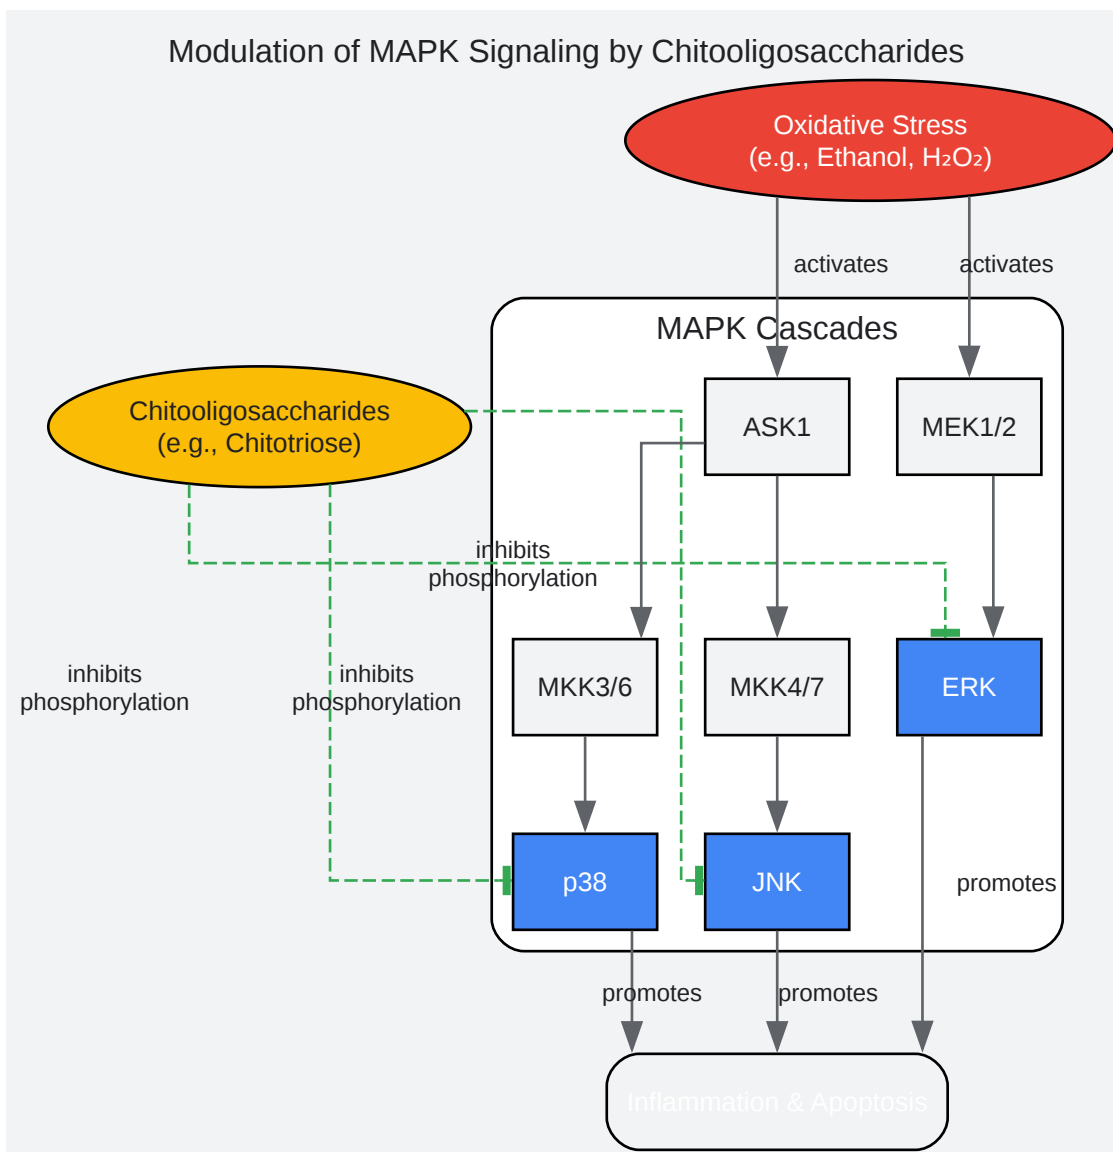 Modulation of MAPK Signaling by Chitooligosaccharides
Oxidative Stress
(e.g., Ethanol, H₂O₂)
activates
activates
MAPK Cascades
Chitooligosaccharides
(e.g., Chitotriose)
ASK1
MEK1/2
inhibits
phosphorylation
inhibits
phosphorylation
inhibits
phosphorylation
MKK3/6
MKK4/7
ERK
p38
JNK
promotes
promotes
promotes
Inflammation & Apoptosis